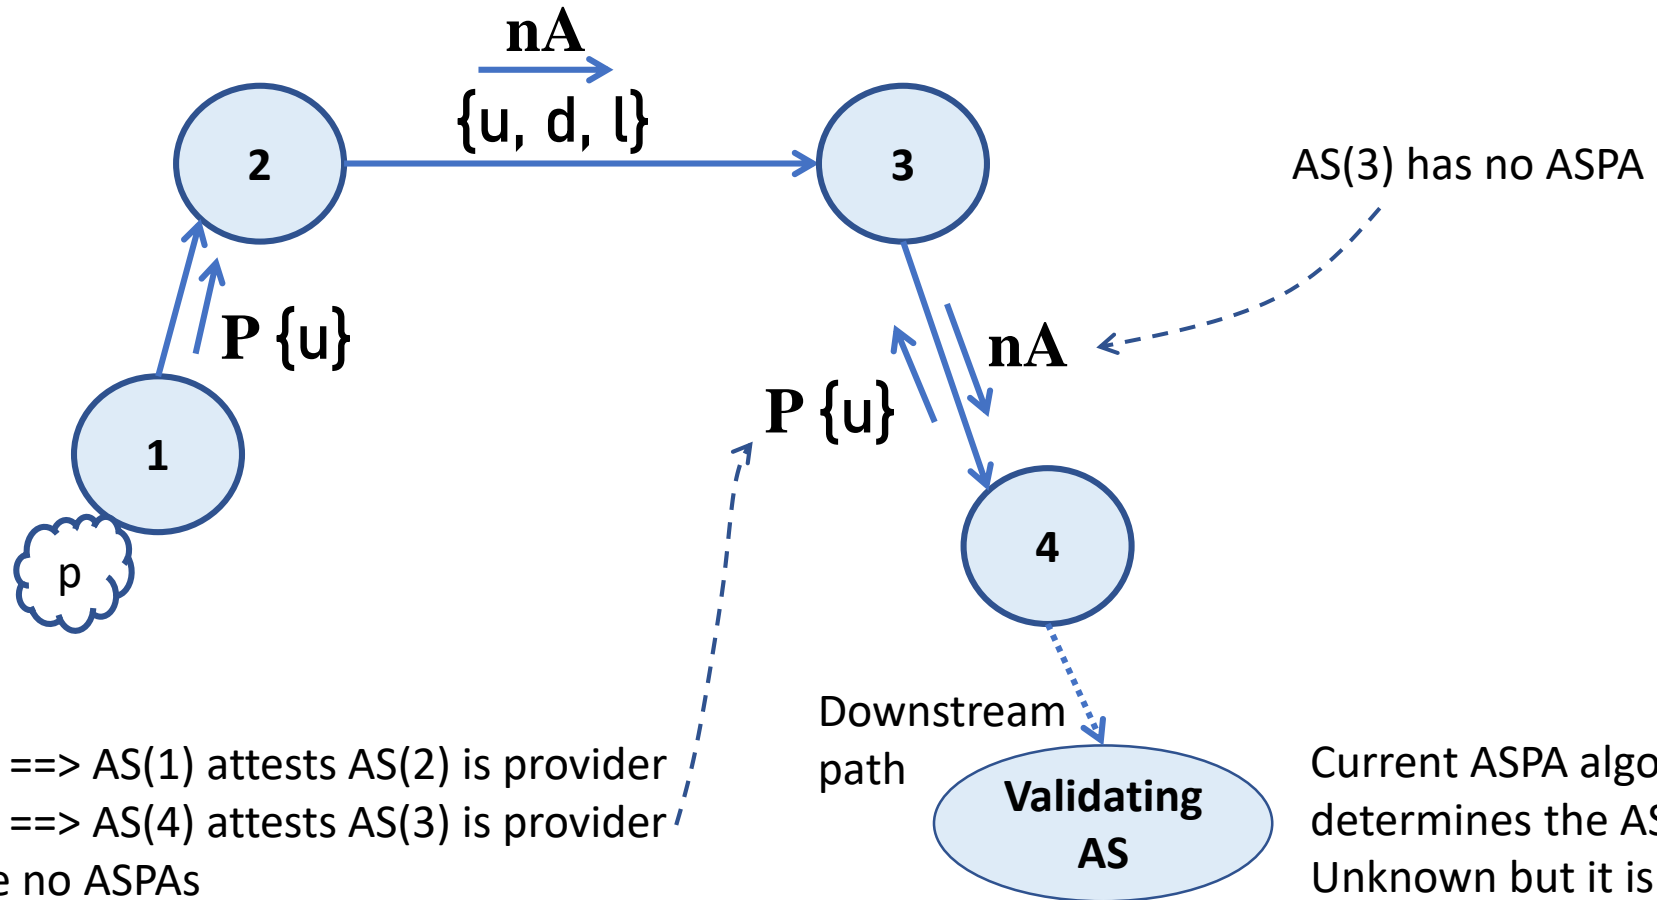 nA
{u, d, l}
2
3
AS(3) has no ASPA
P {u}
nA
P {u}
1
4
p
Downstream
path
==> AS(1) attests AS(2) is provider
==> AS(4) attests AS(3) is provider
no ASPAs
Validating
AS
Current ASPA
determines the
Unknown but it is